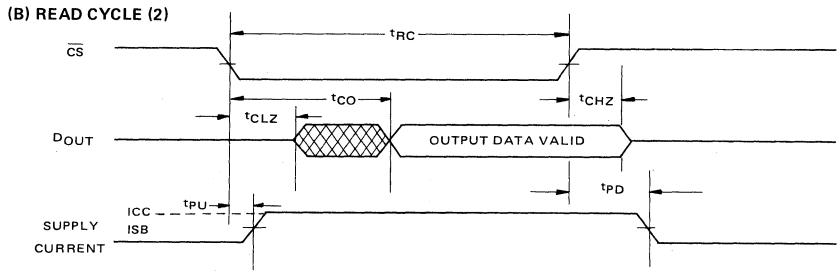 (B) READ CYCLE (2)
tRC
CS
tCO
tCHZ
tCLZ
DOUT
OUTPUT DATA VALID
tPU
tPD
ICC
SUPPLY
ISB
CURRENT